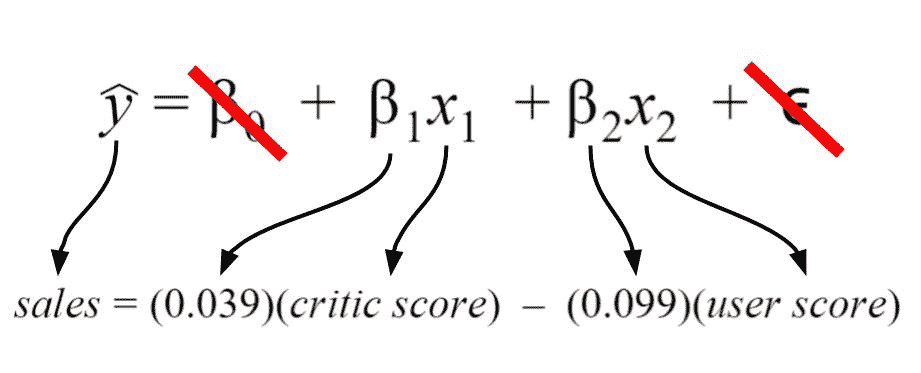 ŷ = β₀ + β₁x₁ + β₂x₂ + ϵ
sales = (0.039)(critic score) – (0.099)(user score)